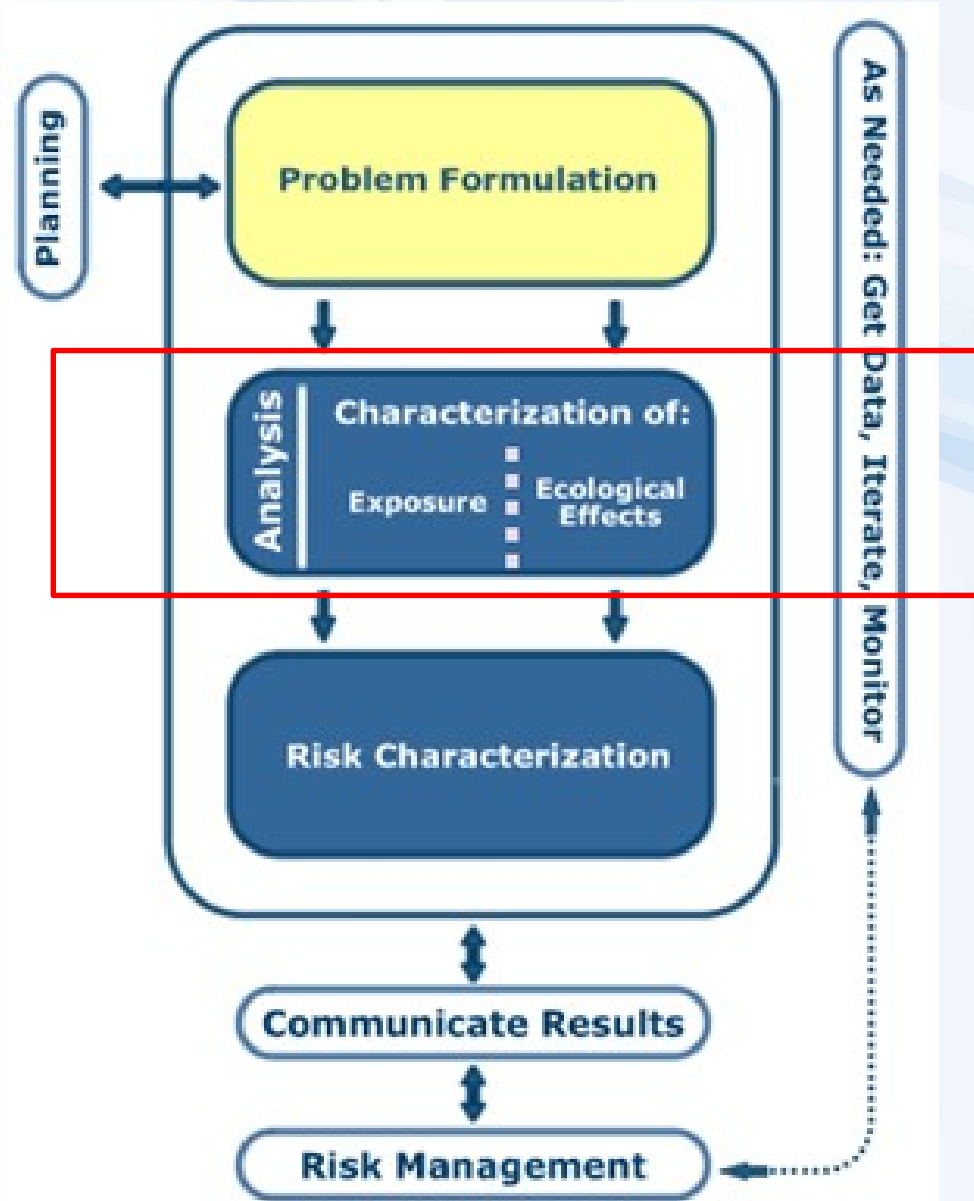 Planning
Problem Formulation
Analysis
Characterization of:
Exposure
Ecological
Effects
Risk Characterization
Communicate Results
Risk Management
As Needed: Get Data, Iterate, Monitor